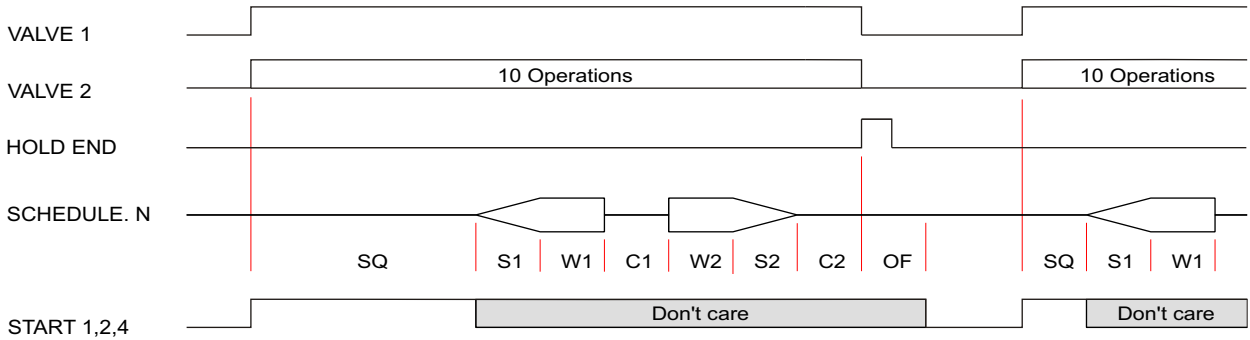 VALVE 1
VALVE 2
10 Operations
10 Operations
HOLD END
SCHEDULE. N
SQ
S1
W1
C1
W2
S2
C2
OF
SQ
S1
W1
START 1,2,4
Don't care
Don't care